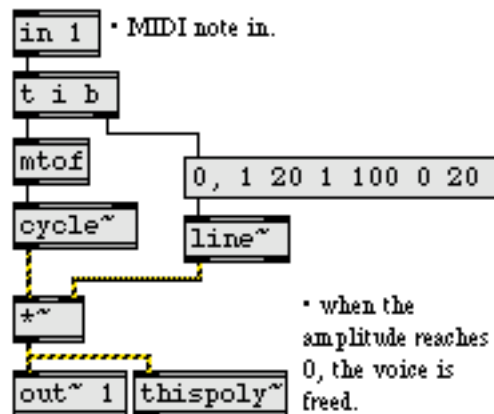 in 1
• MIDI note in.
t i b
mtof
0, 1 20 1 100 0 20
cycle~
line~
*~
• when the
amplitude reaches
0, the voice is
freed.
out~ 1
thispoly~